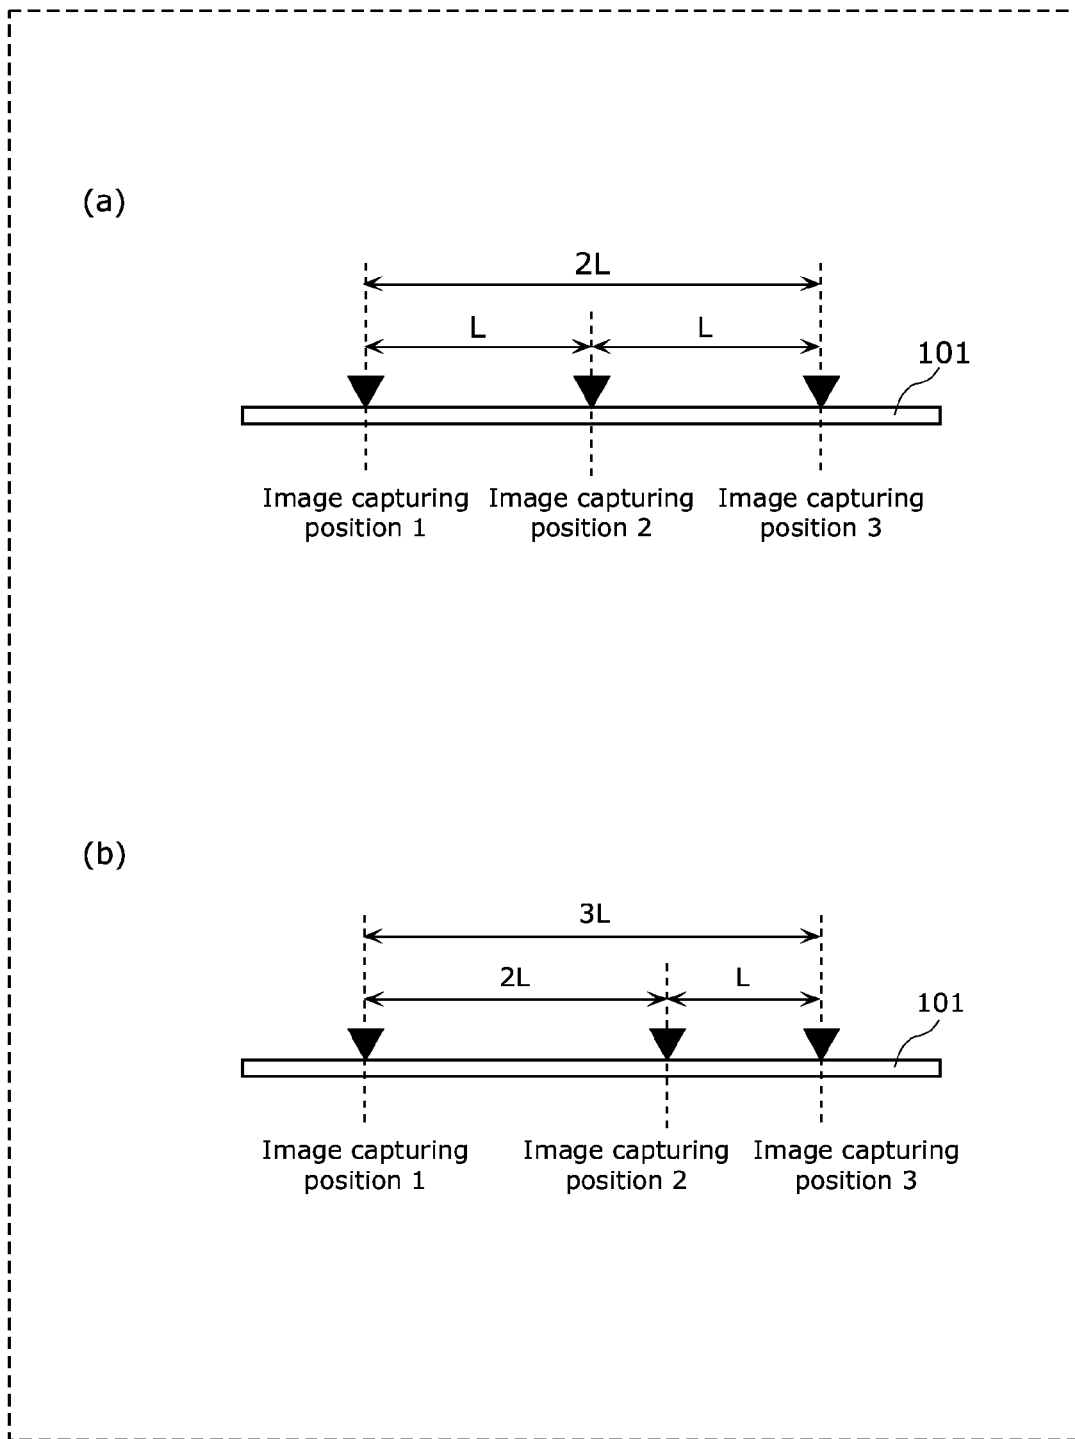 (a)
2L
L L
101
Image capturing position 1
Image capturing position 2
Image capturing position 3
(b)
3L
2L L
101
Image capturing position 1
Image capturing position 2
Image capturing position 3